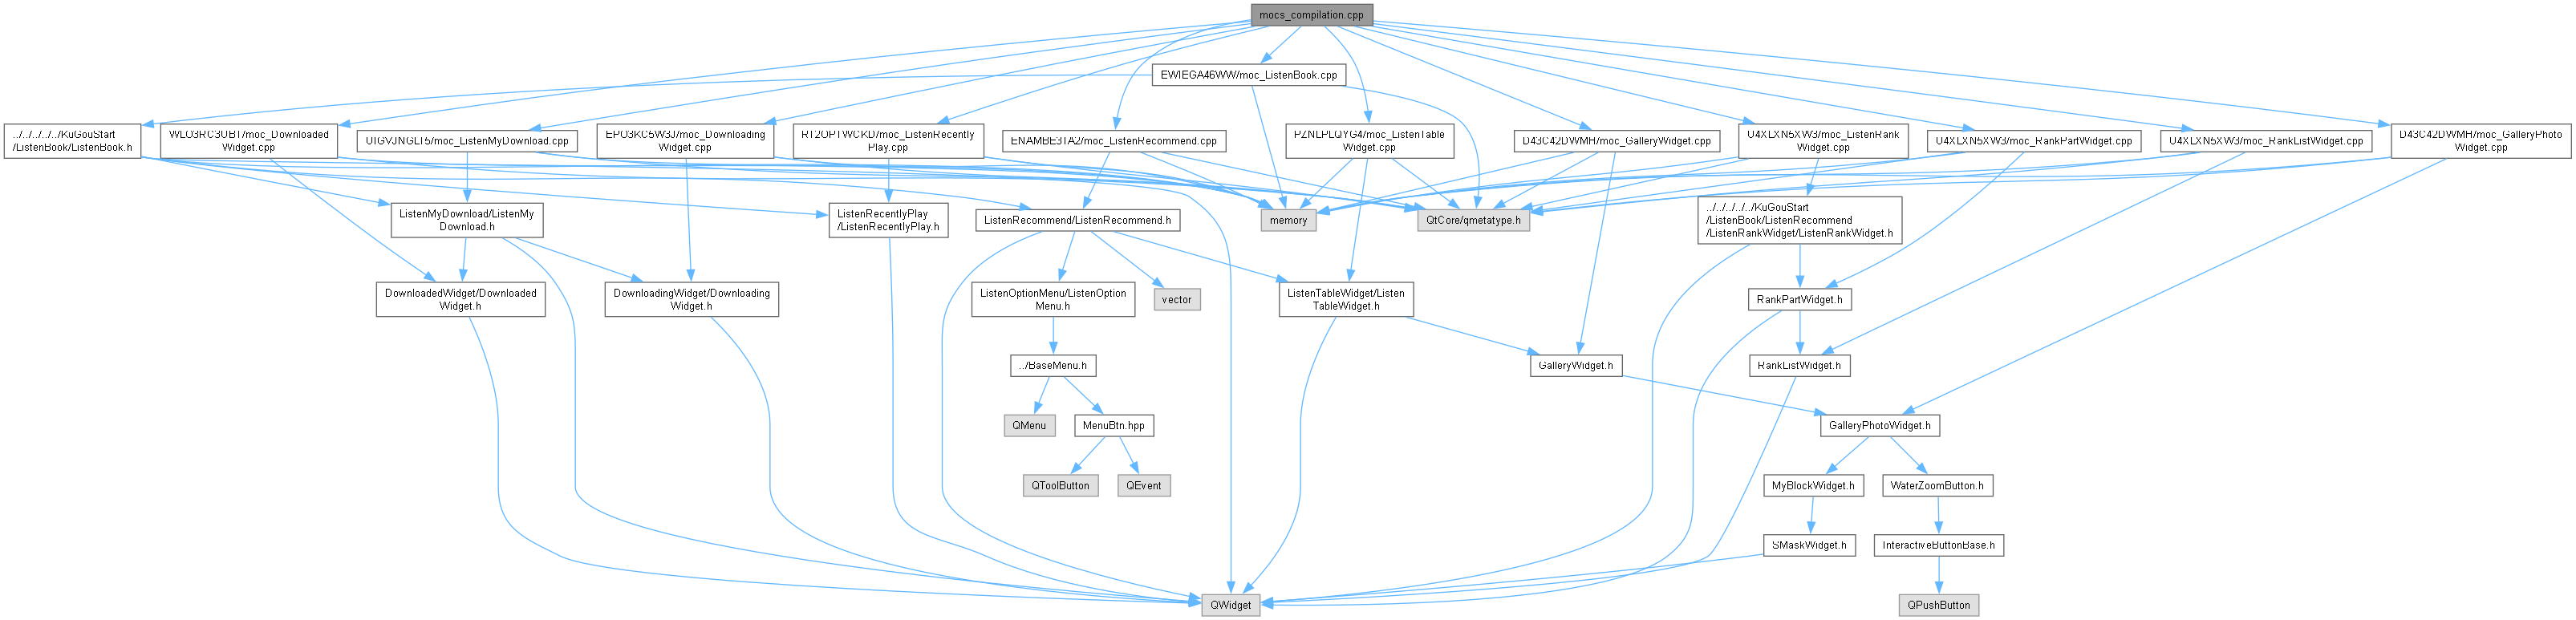 mocs_compilation.cpp
EWIEGA46WW/moc_ListenBook.cpp
../../../../../KuGouStart
/ListenBook/ListenBook.h
WLO3RC3UBT/moc_Downloaded
Widget.cpp
UTGVJNGLT5/moc_ListenMyDownload.cpp
EPO3KC5W3J/moc_Downloading
Widget.cpp
RT2OPTWCKD/moc_ListenRecently
Play.cpp
ENAMBE3TA2/moc_ListenRecommend.cpp
PZNLPLQYG4/moc_ListenTable
Widget.cpp
D43C42DWMH/moc_GalleryWidget.cpp
U4XLXN5XW3/moc_ListenRank
Widget.cpp
U4XLXN5XW3/moc_RankPartWidget.cpp
U4XLXN5XW3/moc_RankListWidget.cpp
D43C42DWMH/moc_GalleryPhoto
Widget.cpp
ListenMyDownload/ListenMy
Download.h
ListenRecentlyPlay
/ListenRecentlyPlay.h
ListenRecommend/ListenRecommend.h
memory
QtCore/qmetatype.h
../../../../../KuGouStart
/ListenBook/ListenRecommend
/ListenRankWidget/ListenRankWidget.h
DownloadedWidget/Downloaded
Widget.h
DownloadingWidget/Downloading
Widget.h
ListenOptionMenu/ListenOption
Menu.h
vector
ListenTableWidget/Listen
TableWidget.h
RankPartWidget.h
../BaseMenu.h
GalleryWidget.h
RankListWidget.h
QMenu
MenuBtn.hpp
GalleryPhotoWidget.h
QToolButton
QEvent
MyBlockWidget.h
WaterZoomButton.h
SMaskWidget.h
InteractiveButtonBase.h
QWidget
QPushButton